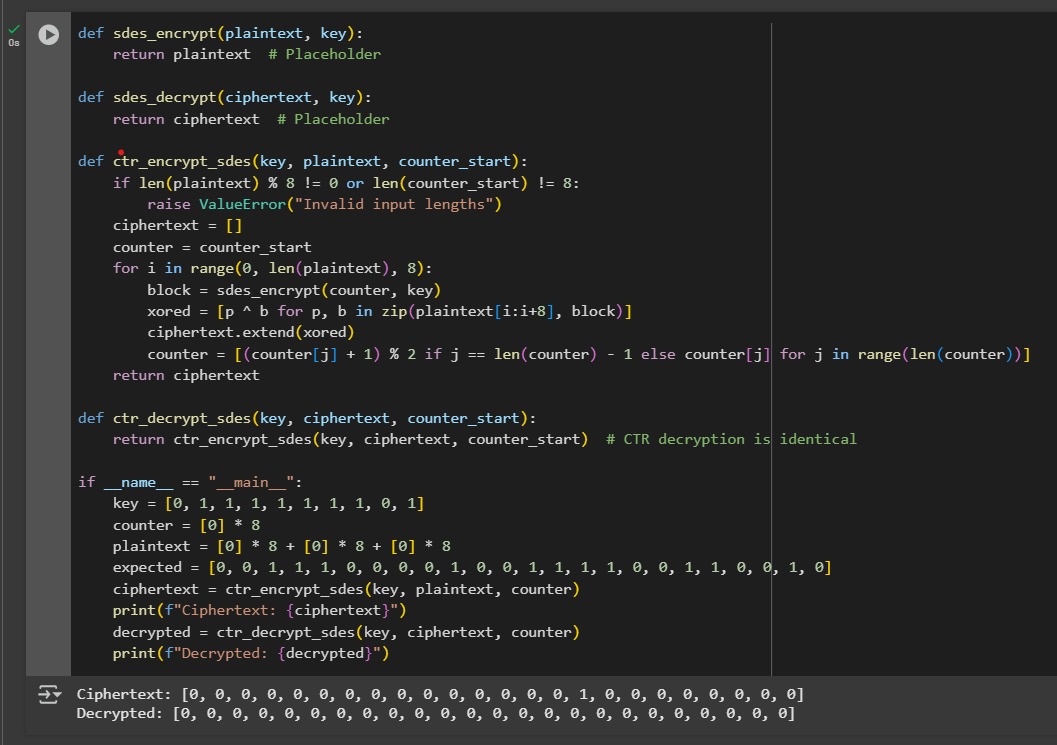 0s
def sdes_encrypt(plaintext, key):
    return plaintext  # Placeholder
def sdes_decrypt(ciphertext, key):
    return ciphertext  # Placeholder
def ctr_encrypt_sdes(key, plaintext, counter_start):
    if len(plaintext) % 8 != 0 or len(counter_start) != 8:
        raise ValueError("Invalid input lengths")
    ciphertext = []
    counter = counter_start
    for i in range(0, len(plaintext), 8):
        block = sdes_encrypt(counter, key)
        xored = [p ^ b for p, b in zip(plaintext[i:i+8], block)]
        ciphertext.extend(xored)
        counter = [(counter[j] + 1) % 2 if j == len(counter) - 1 else counter[j] for j in range(len(counter))]
    return ciphertext
def ctr_decrypt_sdes(key, ciphertext, counter_start):
    return ctr_encrypt_sdes(key, ciphertext, counter_start)  # CTR decryption is identical
if __name__ == "__main__":
    key = [0, 1, 1, 1, 1, 1, 1, 1, 0, 1]
    counter = [0] * 8
    plaintext = [0] * 8 + [0] * 8 + [0] * 8
    expected = [0, 0, 1, 1, 1, 0, 0, 0, 0, 1, 0, 0, 1, 1, 1, 1, 0, 0, 1, 1, 0, 0, 1, 0]
    ciphertext = ctr_encrypt_sdes(key, plaintext, counter)
    print(f"Ciphertext: {ciphertext}")
    decrypted = ctr_decrypt_sdes(key, ciphertext, counter)
    print(f"Decrypted: {decrypted}")
Ciphertext: [0, 0, 0, 0, 0, 0, 0, 0, 0, 0, 0, 0, 0, 0, 0, 1, 0, 0, 0, 0, 0, 0, 0, 0]
Decrypted: [0, 0, 0, 0, 0, 0, 0, 0, 0, 0, 0, 0, 0, 0, 0, 0, 0, 0, 0, 0, 0, 0, 0, 0]